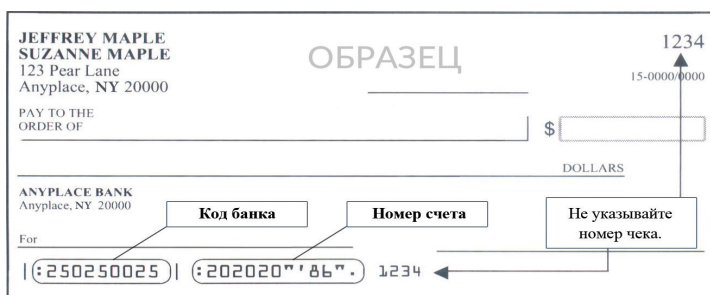 JEFFREY MAPLE
SUZANNE MAPLE
123 Pear Lane
Anyplace, NY 20000
ОБРАЗЕЦ
1234
15-0000/0000
PAY TO THE
ORDER OF
$
DOLLARS
ANYPLACE BANK
Anyplace, NY 20000
Код банка
Номер счета
Не указывайте
номер чека.
For
|:250250025| |:202020"'86". 1234